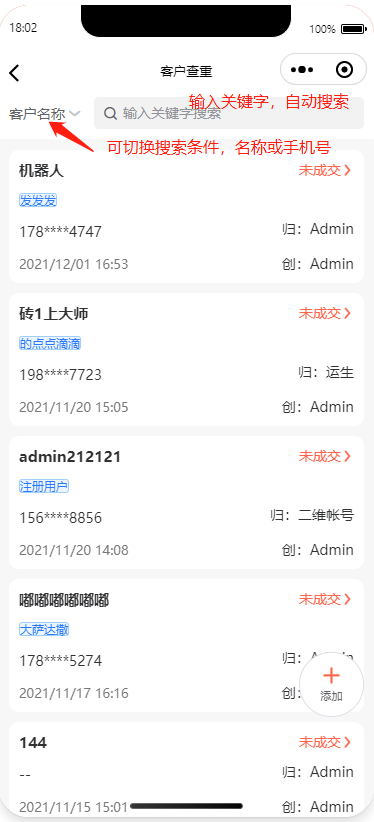 18:02
100%
客户查重
客户名称
输入关键字搜索
输入关键字，自动搜索
可切换搜索条件，名称或手机号
机器人
未成交
发发发
178****4747
归：Admin
2021/12/01 16:53
创：Admin
砖1上大师
未成交
的点点滴滴
198****7723
归：运生
2021/11/20 15:05
创：Admin
admin212121
未成交
注册用户
156****8856
归：二维帐号
2021/11/20 14:08
创：Admin
嘟嘟嘟嘟嘟嘟
未成交
大萨达撒
178****5274
归：
2021/11/17 16:16
创：
添加
144
未成交
--
归：Admin
2021/11/15 15:01
创：Admin